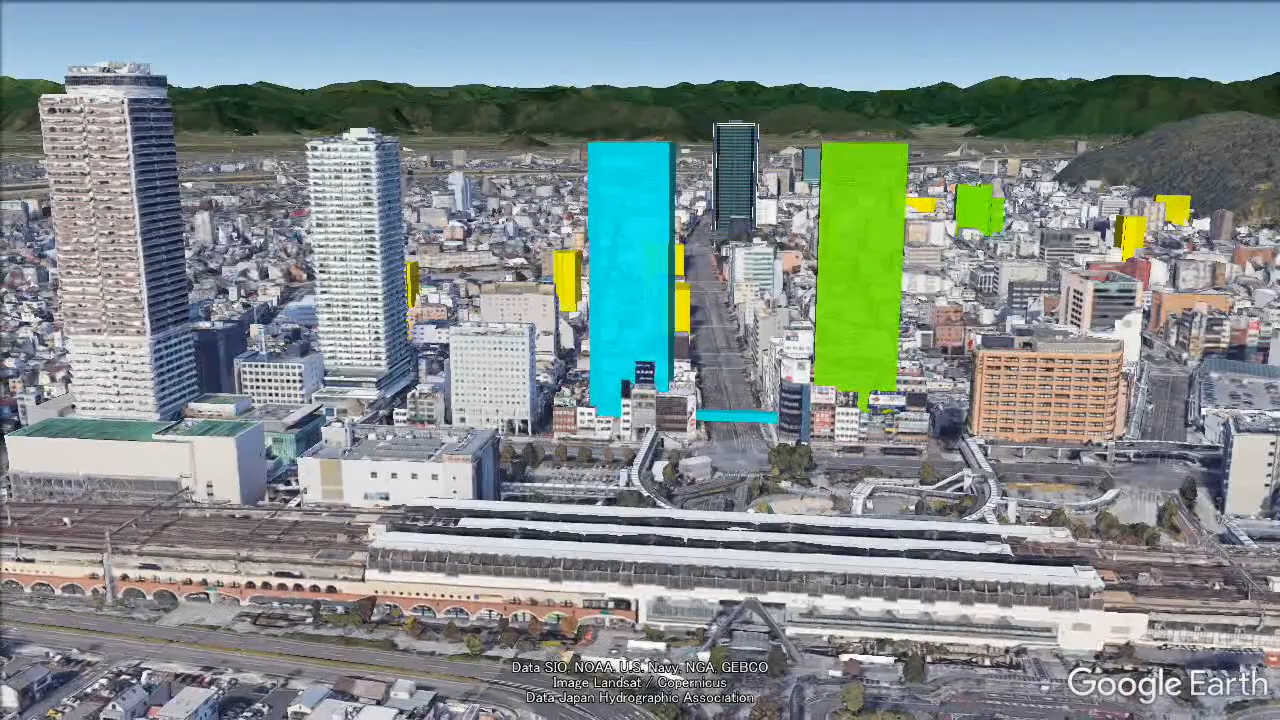 Data SIO, NOAA, U.S. Navy, NGA, GEBCO
Image Landsat / Copernicus
Data Japan Hydrographic Association
Google Earth